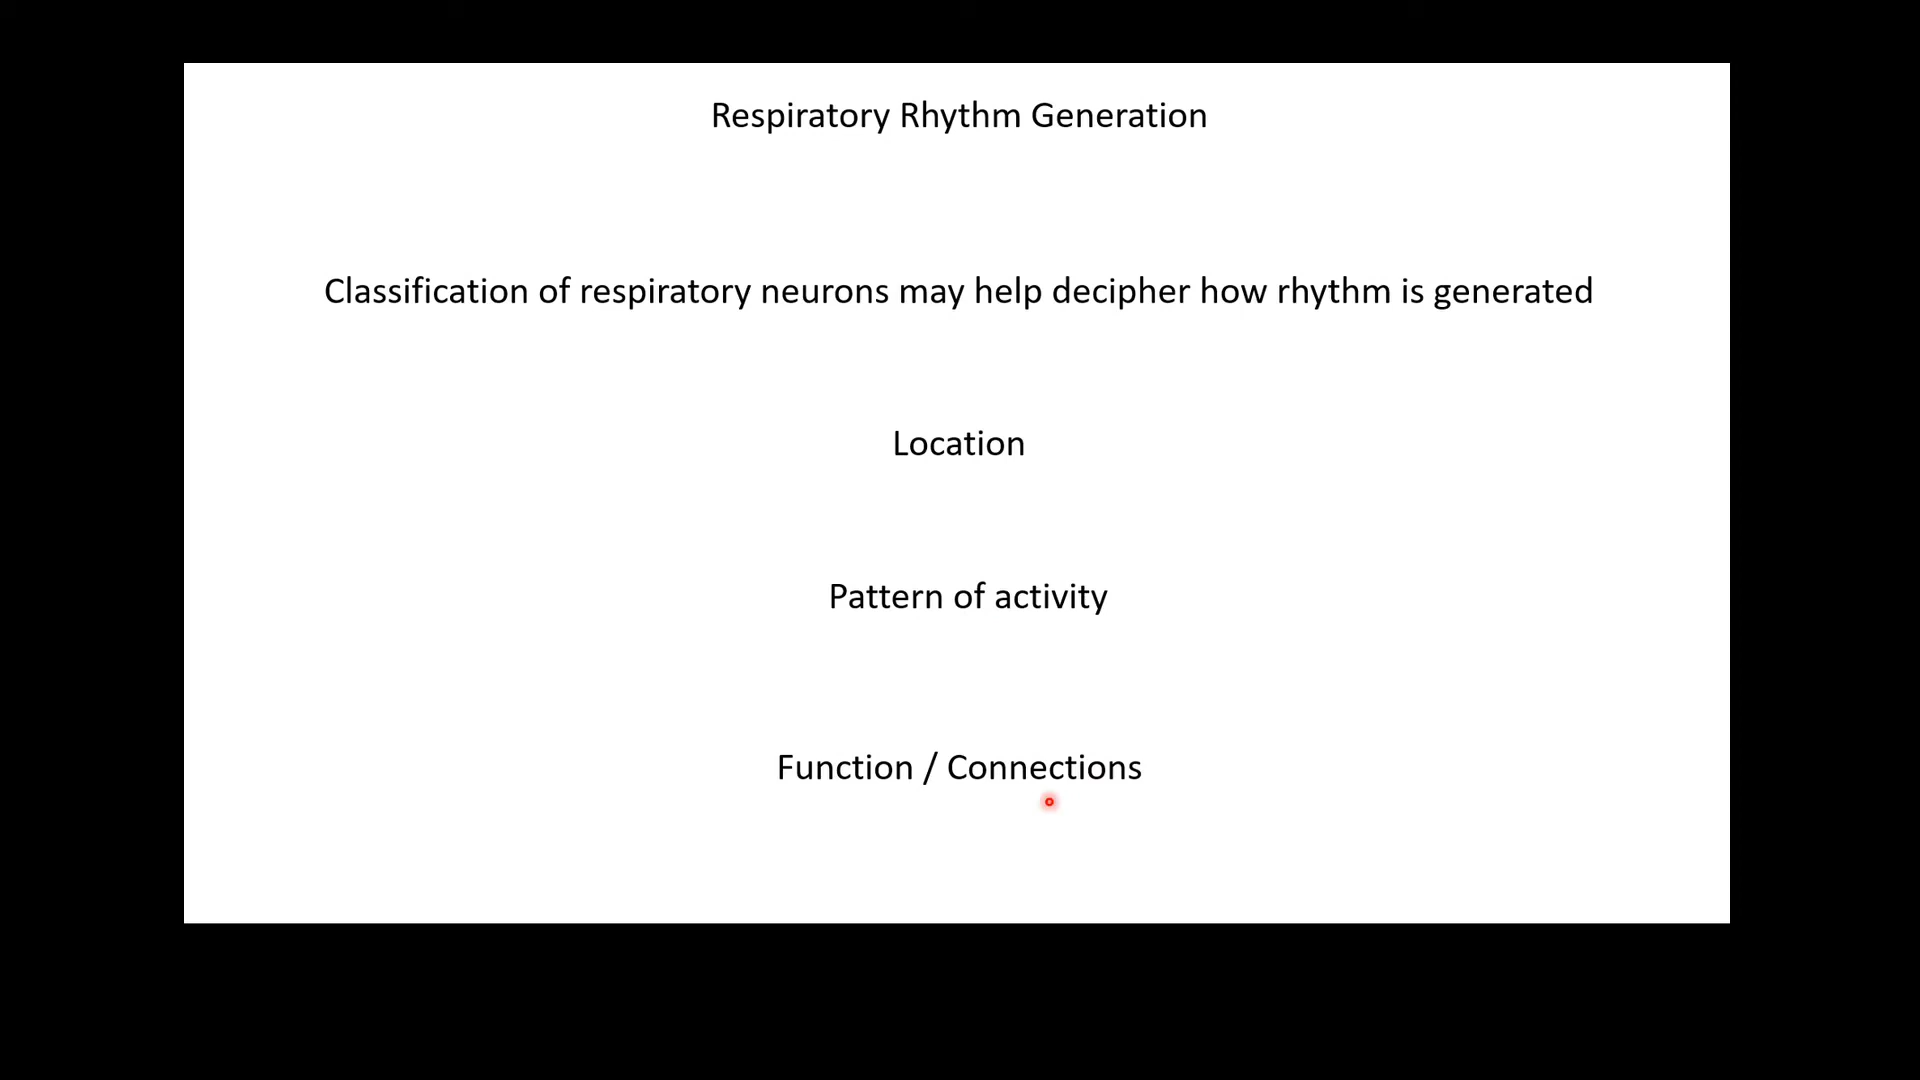 Respiratory Rhythm Generation
Classification of respiratory neurons may help decipher how rhythm is generated
Location
Pattern of activity
Function / Connections